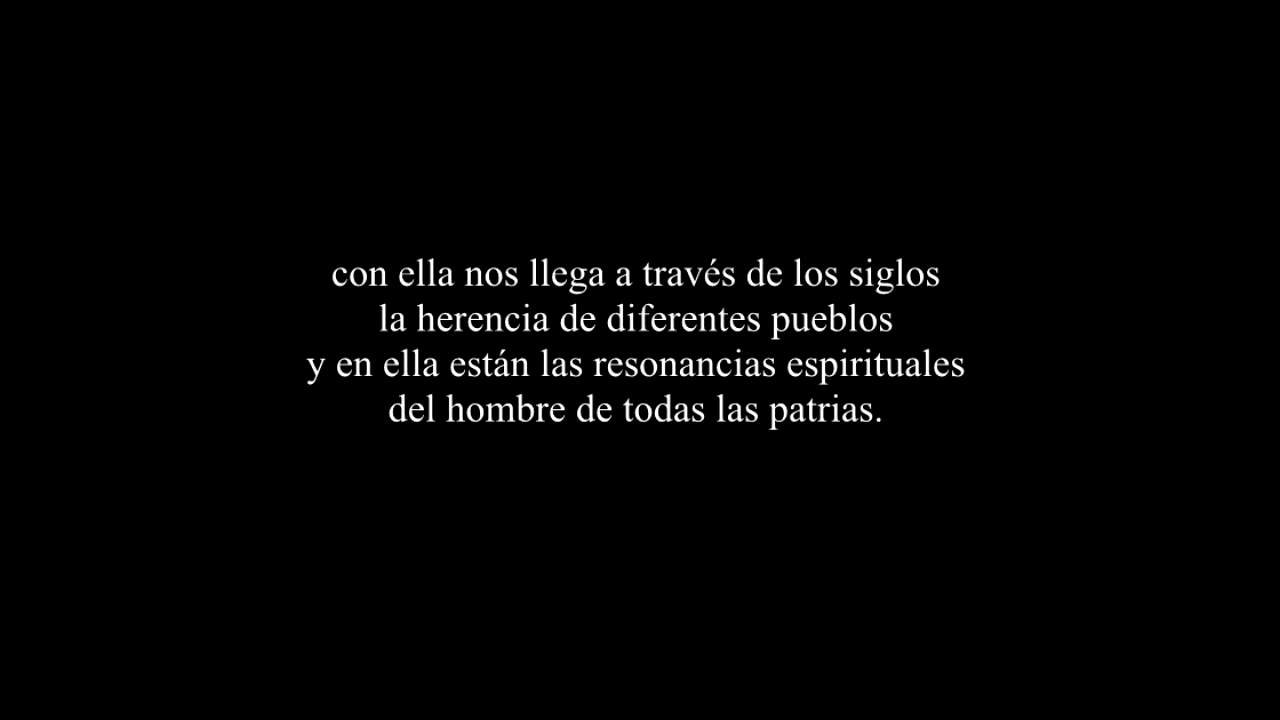 con ella nos llega a través de los siglos
la herencia de diferentes pueblos
y en ella están las resonancias espirituales
del hombre de todas las patrias.